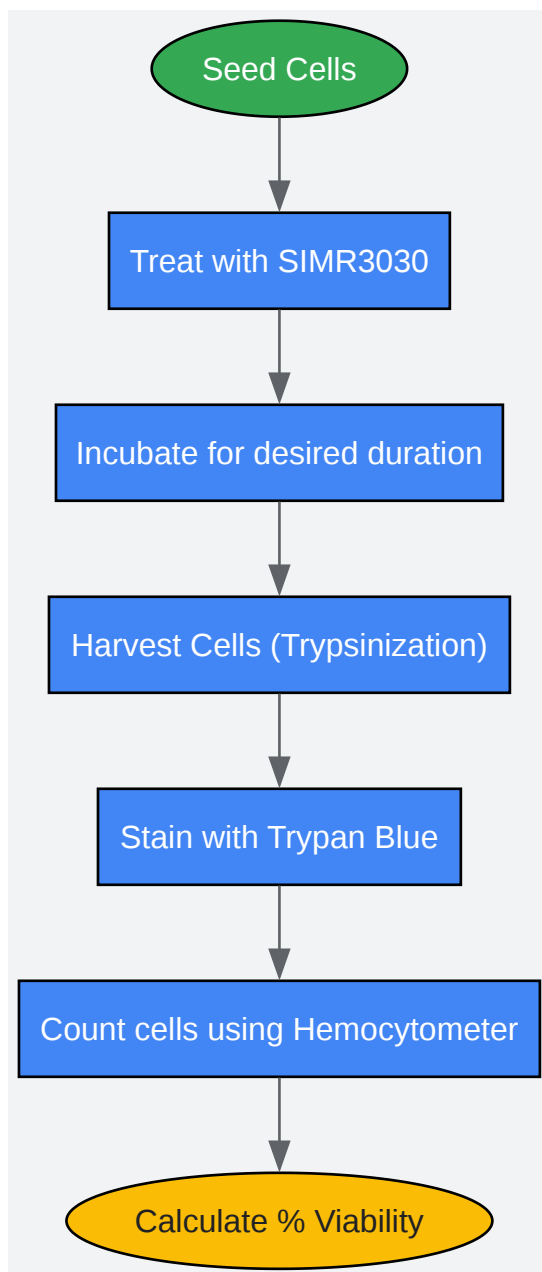 Seed Cells
Treat with SIMR3030
Incubate for desired duration
Harvest Cells (Trypsinization)
Stain with Trypan Blue
Count cells using Hemocytometer
Calculate % Viability